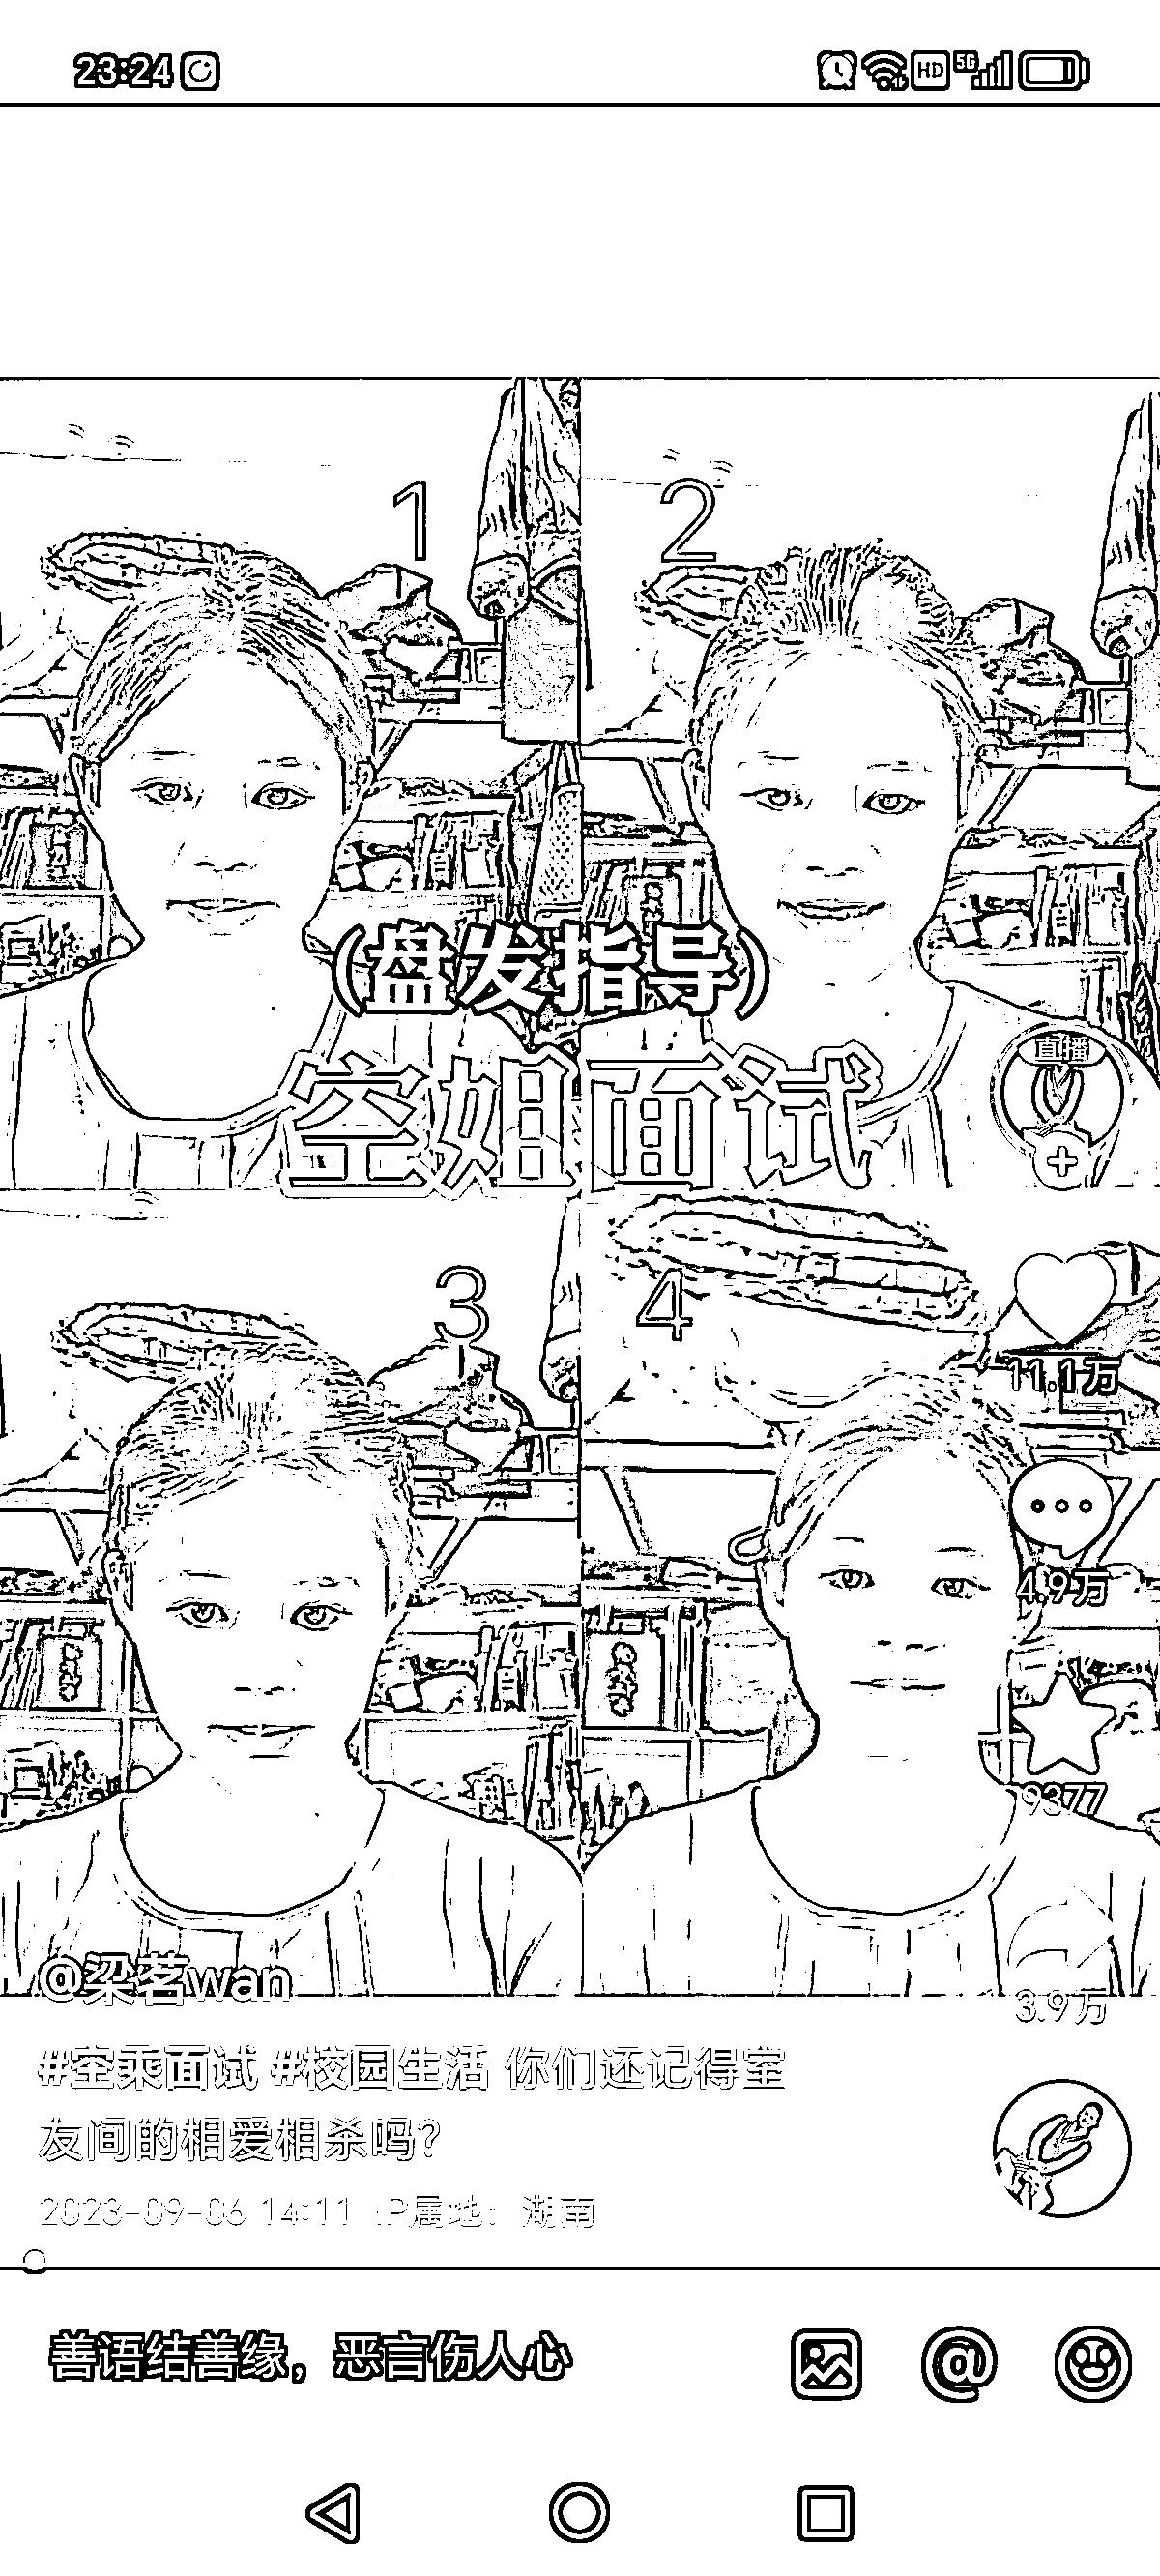 23:24
HD 5G
1
2
(盘发指导)
空姐面试
直播
3
4
11.1万
4.9万
9377
@梁茗wan
3.9万
#空乘面试 #校园生活 你们还记得室
友间的相爱相杀吗?
2023-09-06 14:11 IP属地：湖南
善语结善缘，恶言伤人心